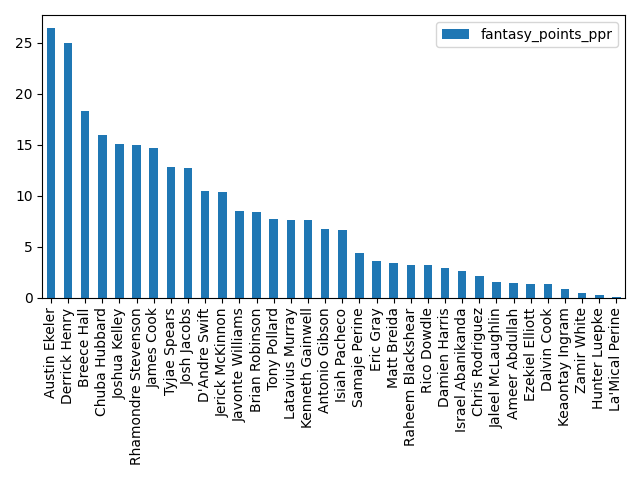 fantasy_points_ppr
25
20
15
10
5
0
Austin Ekeler
Derrick Henry
Breece Hall
Chuba Hubbard
Joshua Kelley
Rhamondre Stevenson
James Cook
Tyjae Spears
Josh Jacobs
D'Andre Swift
Jerick McKinnon
Javonte Williams
Brian Robinson
Tony Pollard
Latavius Murray
Kenneth Gainwell
Antonio Gibson
Isiah Pacheco
Samaje Perine
Eric Gray
Matt Breida
Raheem Blackshear
Rico Dowdle
Damien Harris
Israel Abanikanda
Chris Rodriguez
Jaleel McLaughlin
Ameer Abdullah
Ezekiel Elliott
Dalvin Cook
Keaontay Ingram
Zamir White
Hunter Luepke
La'Mical Perine